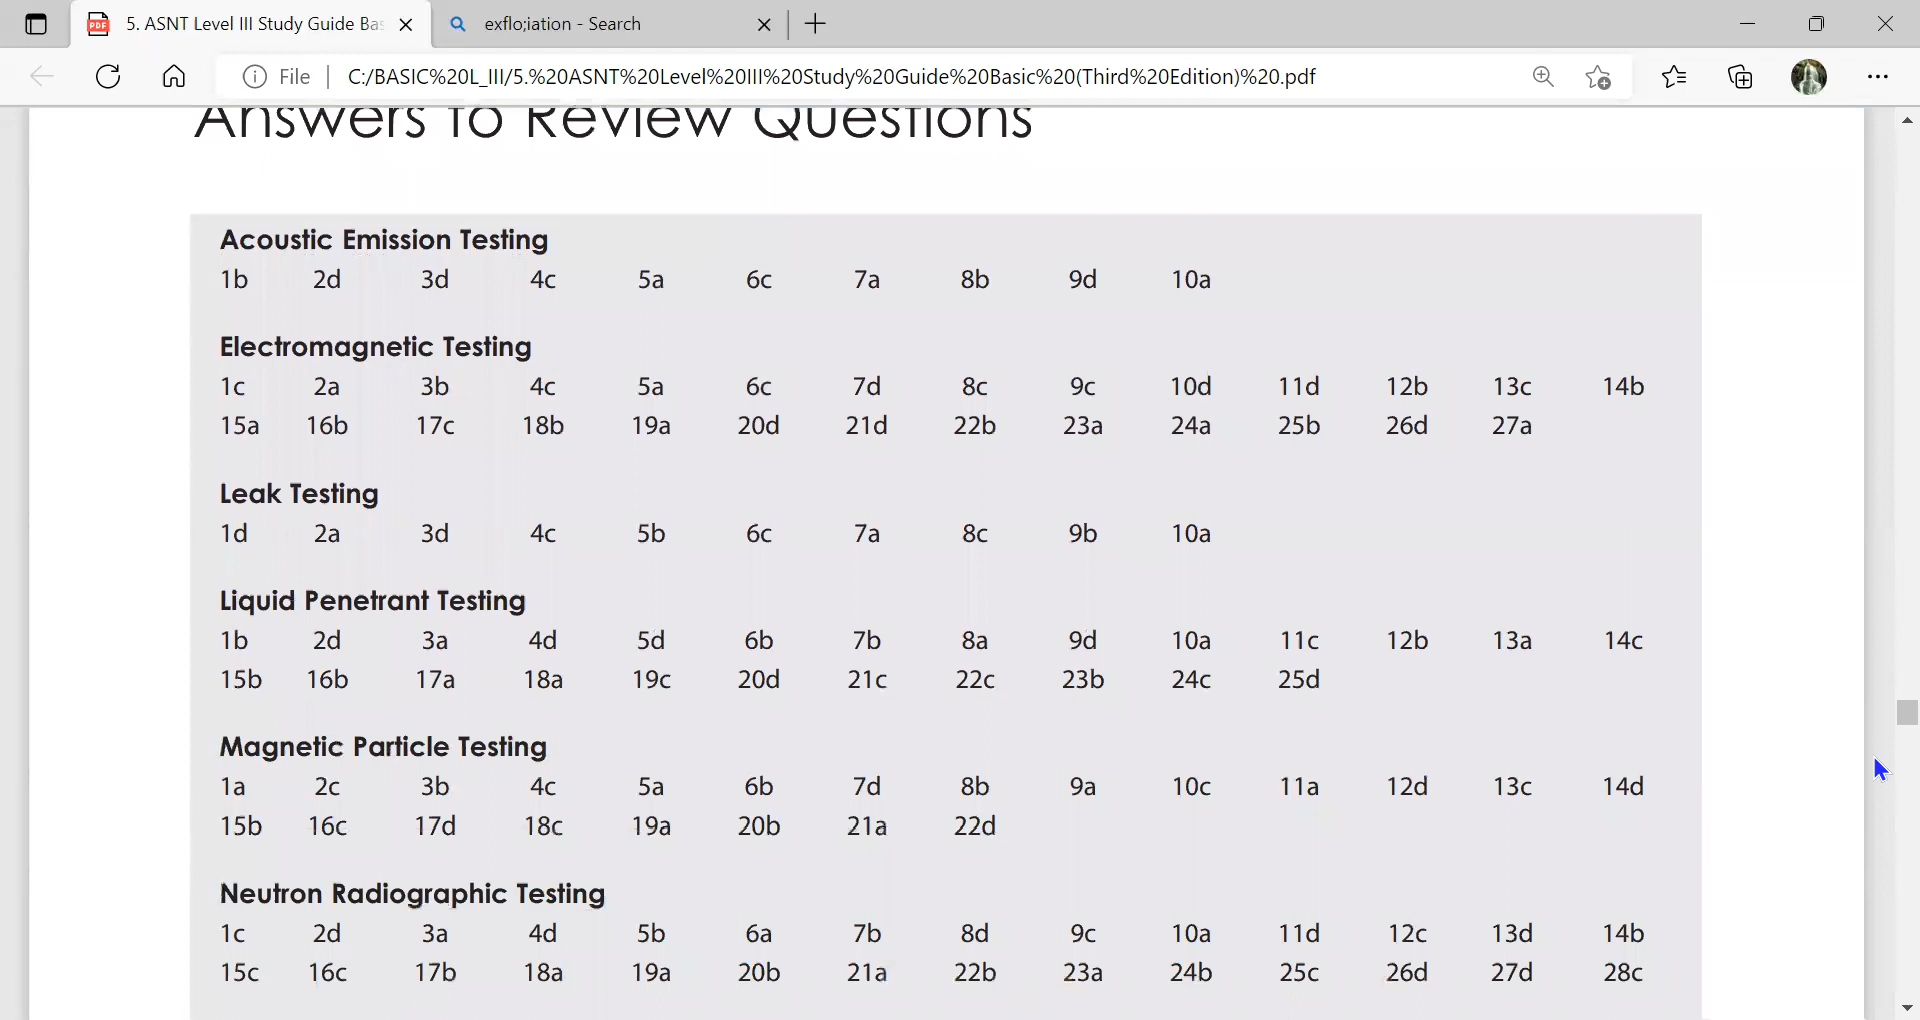 5. ASNT Level III Study Guide Bas
exflo;iation - Search
File
C:/BASIC%20L_III/5.%20ASNT%20Level%20III%20Study%20Guide%20Basic%20(Third%20Edition)%20.pdf
Answers to Review Questions
Acoustic Emission Testing
1b 2d 3d 4c 5a 6c 7a 8b 9d 10a
Electromagnetic Testing
1c 2a 3b 4c 5a 6c 7d 8c 9c 10d 11d 12b 13c 14b
15a 16b 17c 18b 19a 20d 21d 22b 23a 24a 25b 26d 27a
Leak Testing
1d 2a 3d 4c 5b 6c 7a 8c 9b 10a
Liquid Penetrant Testing
1b 2d 3a 4d 5d 6b 7b 8a 9d 10a 11c 12b 13a 14c
15b 16b 17a 18a 19c 20d 21c 22c 23b 24c 25d
Magnetic Particle Testing
1a 2c 3b 4c 5a 6b 7d 8b 9a 10c 11a 12d 13c 14d
15b 16c 17d 18c 19a 20b 21a 22d
Neutron Radiographic Testing
1c 2d 3a 4d 5b 6a 7b 8d 9c 10a 11d 12c 13d 14b
15c 16c 17b 18a 19a 20b 21a 22b 23a 24b 25c 26d 27d 28c